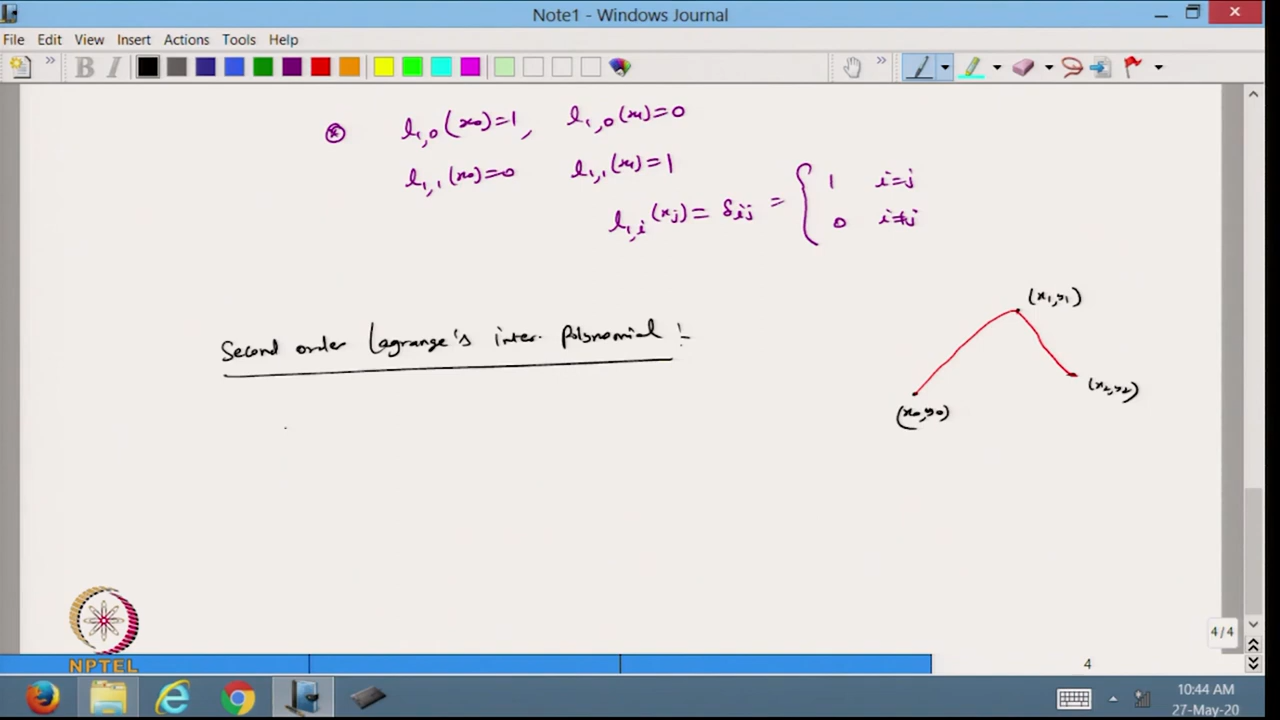 Note1 - Windows Journal
File Edit View Insert Actions Tools Help
l₁,₀(x₀)=1, l₁,₀(x₁)=0
l₁,₁(x₀)=0 l₁,₁(x₁)=1
l₁,ᵢ(xⱼ) = δᵢⱼ = { 1 i=j
0 i≠j
(x₁,y₁)
Second order Lagrange's inter. Polynomial :-
(x₂,y₂)
(x₀,y₀)
4/4
NPTEL
4
10:44 AM
27-May-20